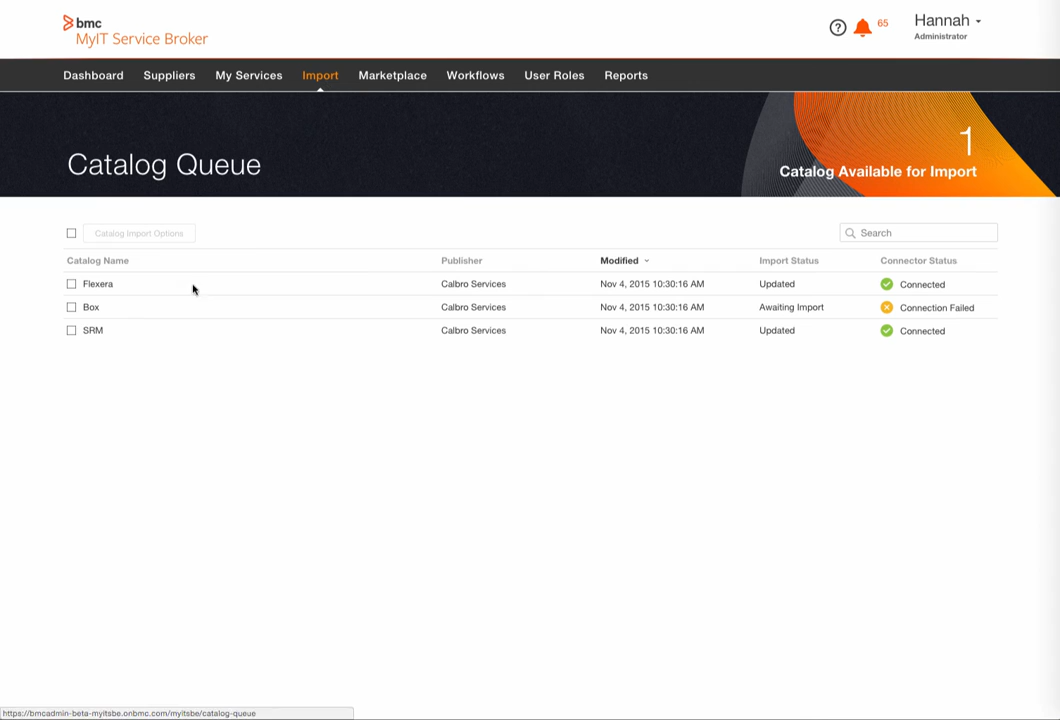 bmc
MyIT Service Broker
65
Hannah
Administrator
Dashboard Suppliers My Services Import Marketplace Workflows User Roles Reports
Catalog Queue
1
Catalog Available for Import
Catalog Import Options
Search
Catalog Name Publisher Modified Import Status Connector Status
Flexera Calbro Services Nov 4, 2015 10:30:16 AM Updated Connected
Box Calbro Services Nov 4, 2015 10:30:16 AM Awaiting Import Connection Failed
SRM Calbro Services Nov 4, 2015 10:30:16 AM Updated Connected
https://bmcadmin-beta-myitsbe.onbmc.com/myitsbe/catalog-queue